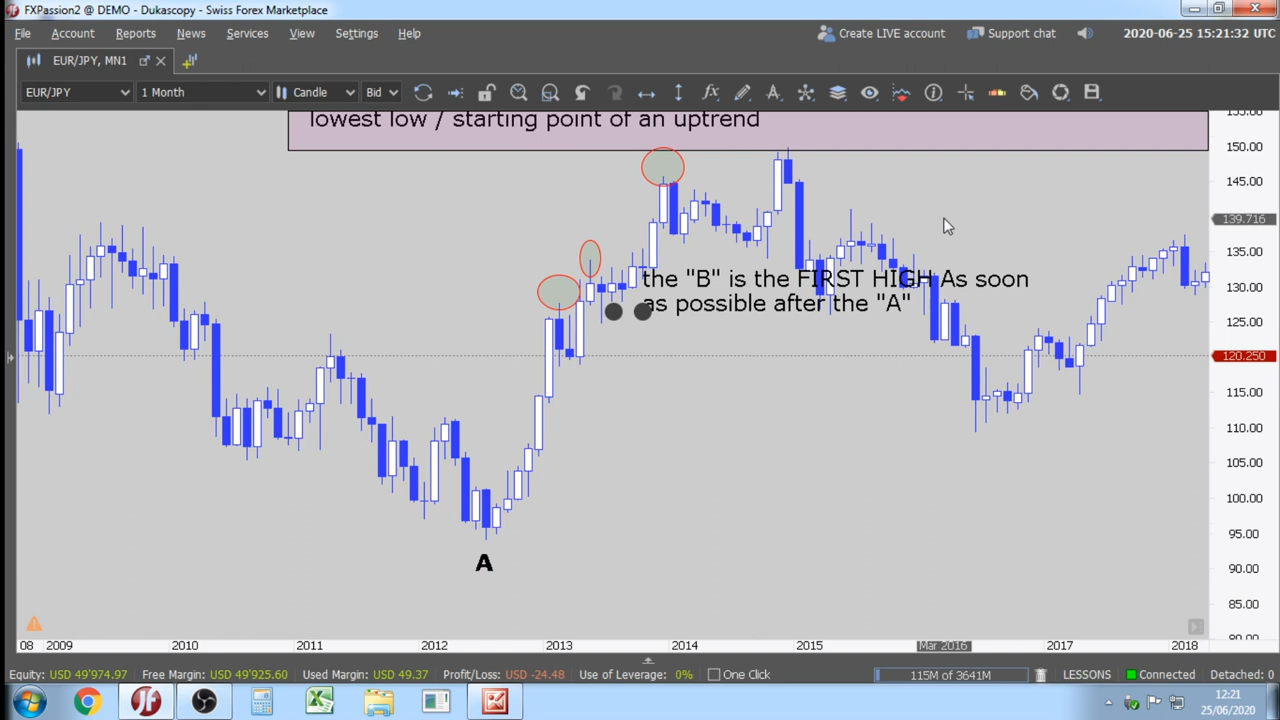 FXPassion2 @ DEMO - Dukascopy - Swiss Forex Marketplace
File Account Reports News Services View Settings Help
Create LIVE account Support chat 2020-06-25 15:21:32 UTC
EUR/JPY, MN1
EUR/JPY 1 Month Candle Bid
lowest low / starting point of an uptrend
155.00
150.00
145.00
139.716
135.00
130.00
125.00
120.250
115.00
110.00
105.00
100.00
95.00
90.00
85.00
80.00
the "B" is the FIRST HIGH As soon
as possible after the "A"
A
08 2009 2010 2011 2012 2013 2014 2015 Mar 2016 2017 2018
Equity: USD 49'974.97 Free Margin: USD 49'925.60 Used Margin: USD 49.37 Profit/Loss: USD -24.48 Use of Leverage: 0% One Click 115M of 3641M LESSONS Connected Detached: 0
12:21
25/06/2020